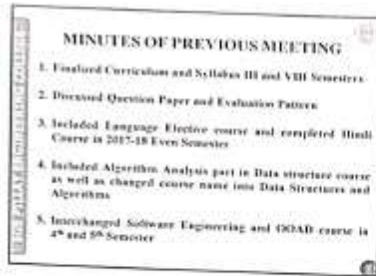 MINUTES OF PREVIOUS MEETING
1. Finalized Curriculum and Syllabus III and VIII Semesters
2. Discussed Question Paper and Evaluation Pattern
3. Included Language Elective course and completed Hindi
Course in 2017-18 Even Semester
4. Included Algorithm Analysis part in Data structure course
as well as changed course name into Data Structures and
Algorithms
5. Interchanged Software Engineering and OOAD course in
4th and 5th Semester